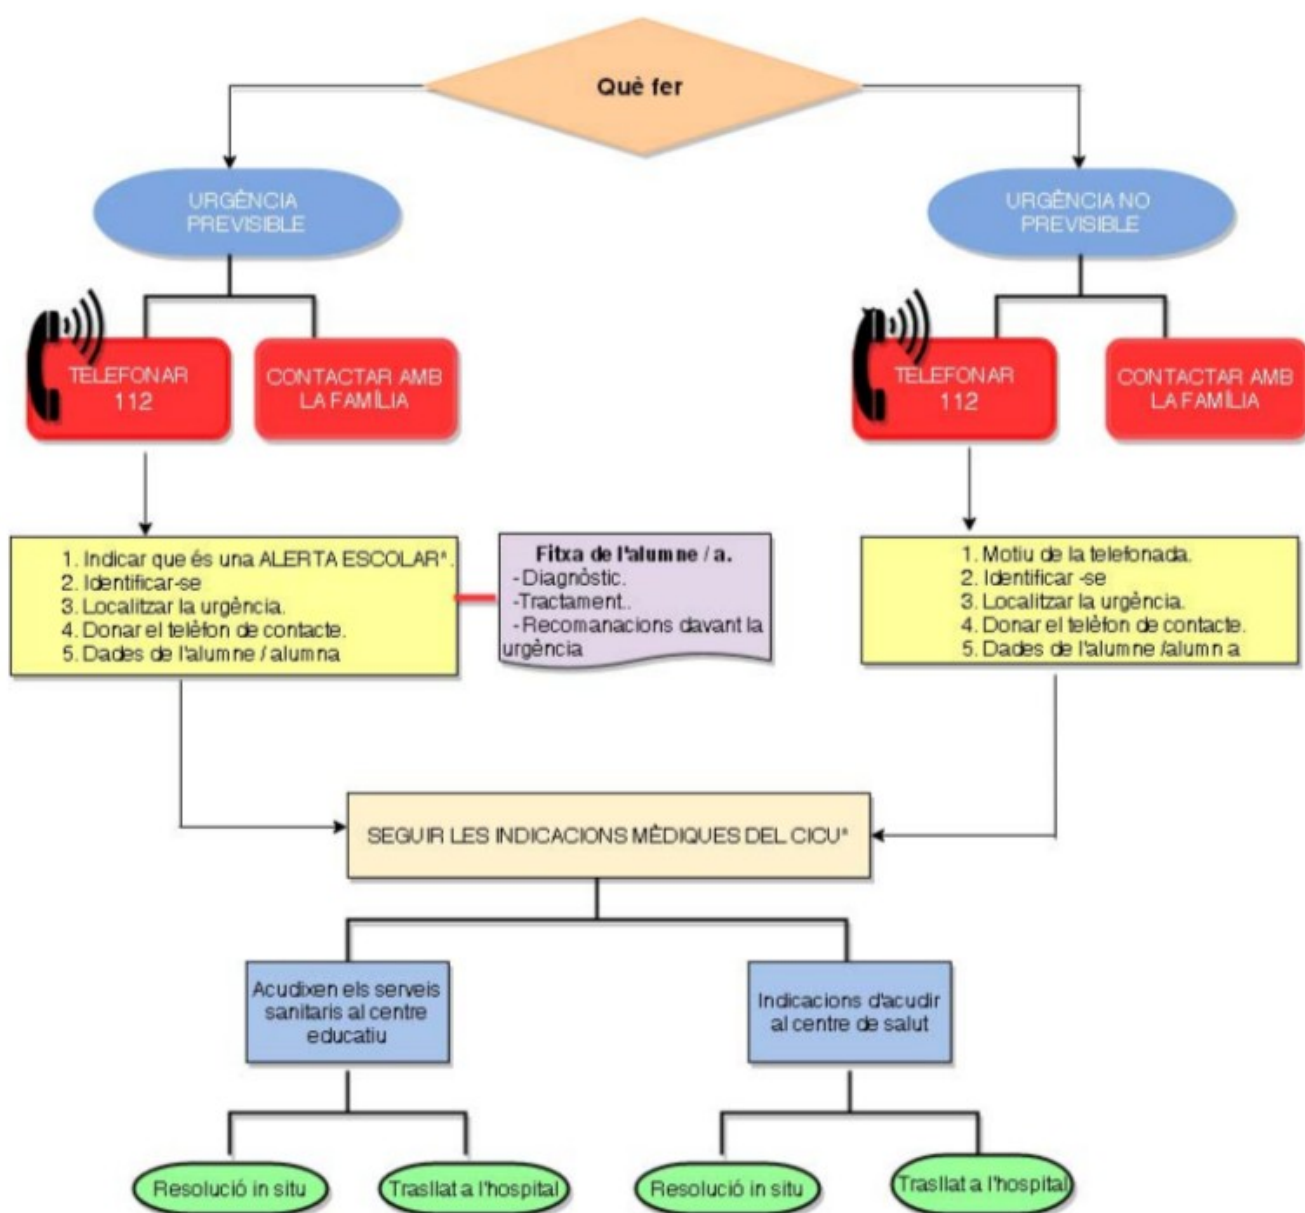 Què fer
URGÈNCIA
PREVISIBLE
URGÈNCIA NO
PREVISIBLE
TELEFONAR
112
CONTACTAR AMB
LA FAMÍLIA
TELEFONAR
112
CONTACTAR AMB
LA FAMÍLIA
1. Indicar que és una ALERTA ESCOLAR*.
2. Identificar-se
3. Localitzar la urgència.
4. Donar el telèfon de contacte.
5. Dades de l'alumne / alumna
Fitxa de l'alumne / a.
-Diagnòstic.
-Tractament..
-Recomanacions davant la
urgència
1. Motiu de la telefonada.
2. Identificar -se
3. Localitzar la urgència.
4. Donar el telèfon de contacte.
5. Dades de l'alumne /alumn a
SEGUIR LES INDICACIONS MÈDIQUES DEL CICU*
Acudixen els serveis
sanitaris al centre
educatiu
Indicacions d'acudir
al centre de salut
Resolució in situ
Trasllat a l'hospital
Resolució in situ
Trasllat a l'hospital